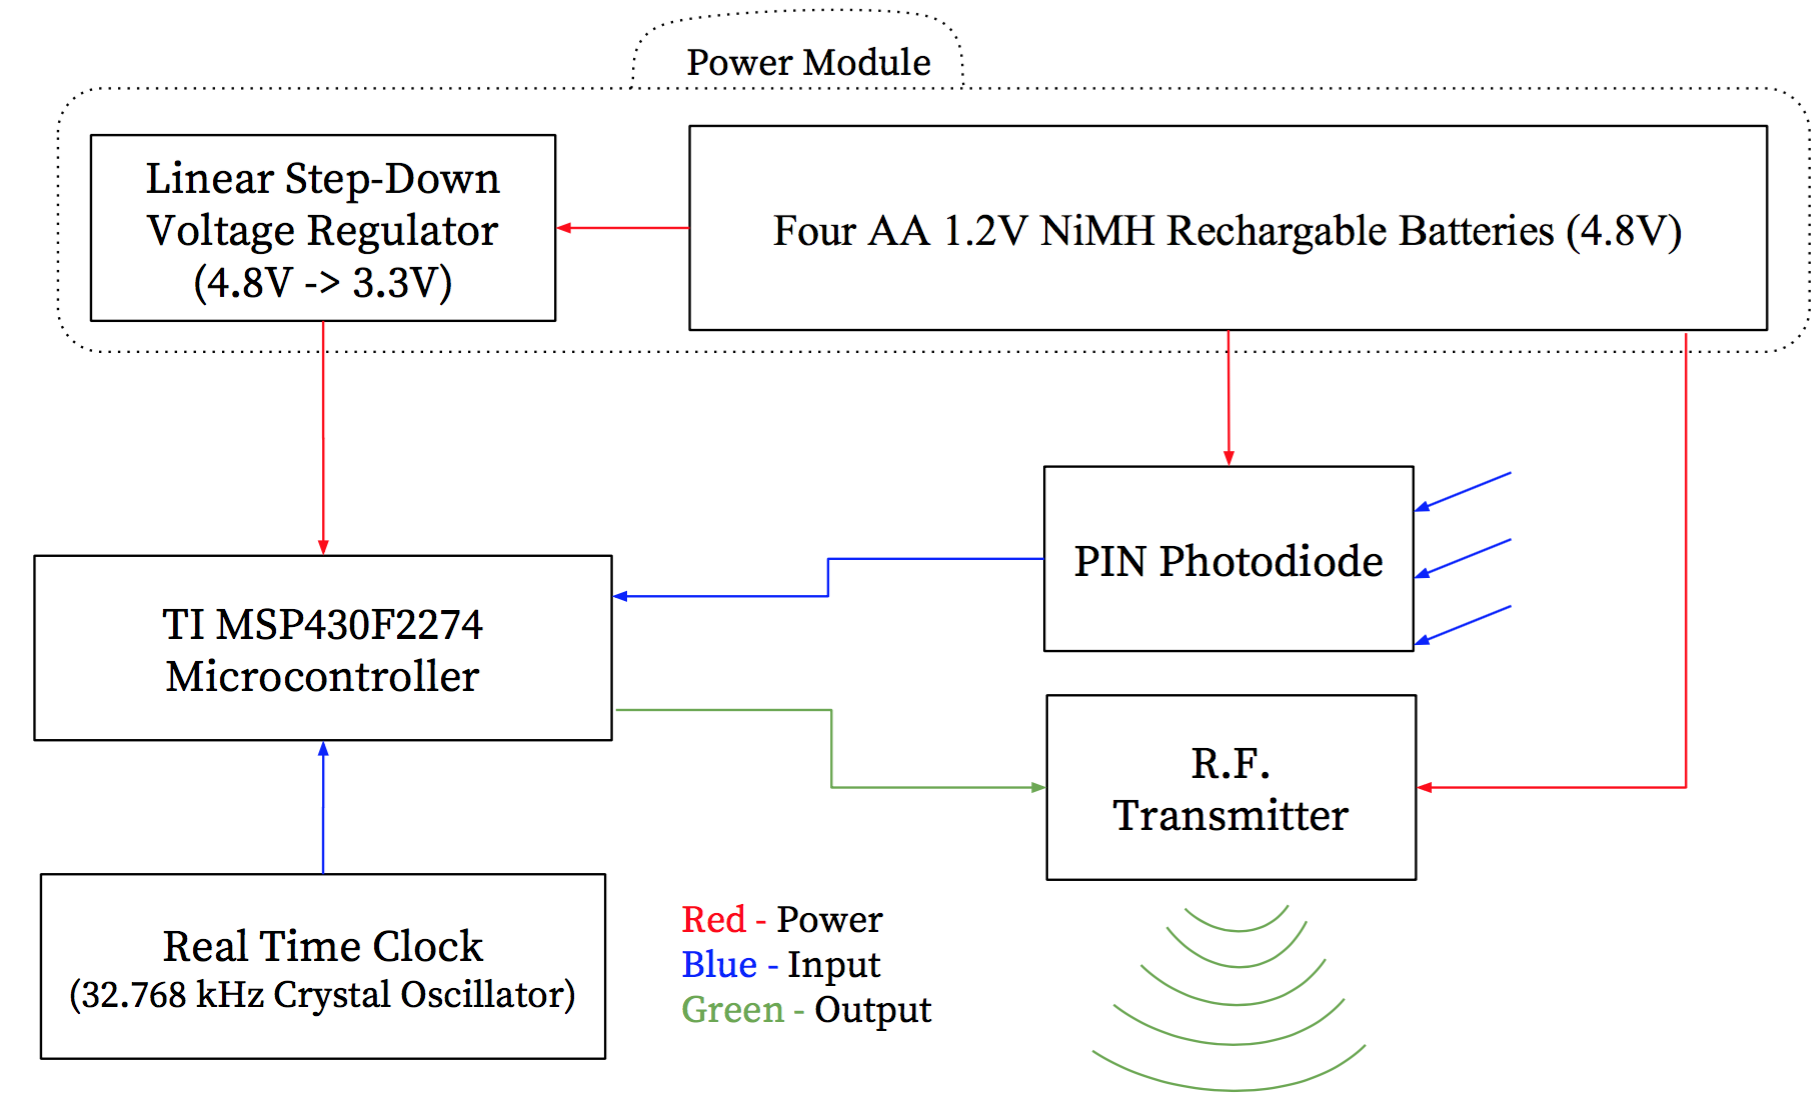 Power Module
Linear Step-Down
Voltage Regulator
(4.8V -> 3.3V)
Four AA 1.2V NiMH Rechargable Batteries (4.8V)
PIN Photodiode
TI MSP430F2274
Microcontroller
R.F.
Transmitter
Real Time Clock
(32.768 kHz Crystal Oscillator)
Red - Power
Blue - Input
Green - Output